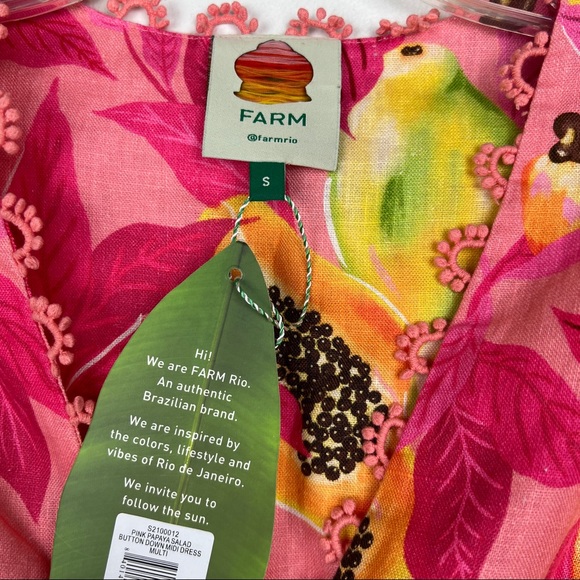 FARM
@farmrio
S
Hi!
We are FARM Rio.
An authentic
Brazilian brand.
We are inspired by
the colors, lifestyle and
vibes of Rio de Janeiro.
We invite you to
follow the sun.
S2100012
PINK PAPAYA SALAD
BUTTON DOWN MIDI DRESS
MULTI